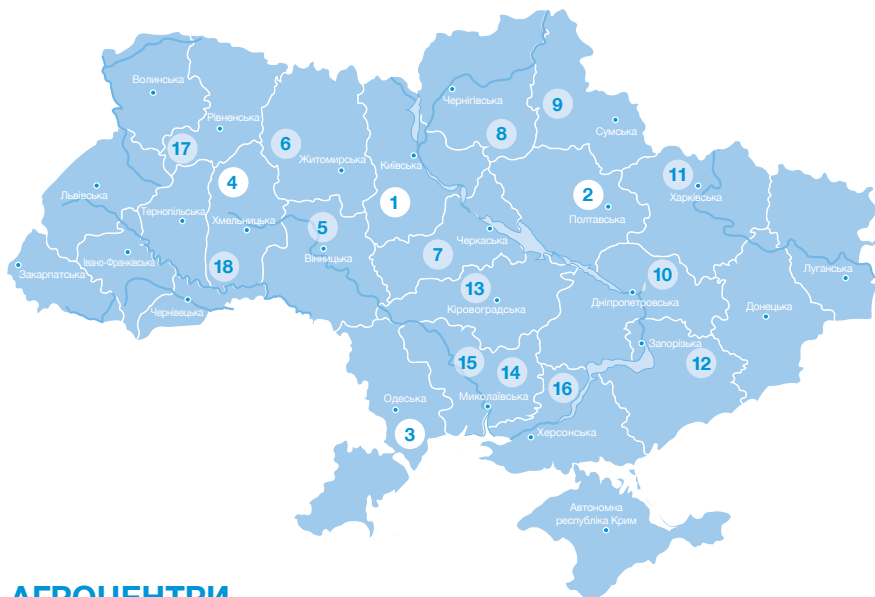 Волинська
Рівненська
Чернігівська
9
Сумська
8
17
6
Житомирська
Київська
11
Харківська
4
Львівська
1
2
Полтавська
Тернопільська
Хмельницька
5
Вінницька
Черкаська
7
Закарпатська
Івано-Франківська
18
10
Луганська
13
Кіровоградська
Дніпропетровська
Чернівецька
Донецька
Запорізька
15
14
12
16
Миколаївська
Одеська
3
Херсонська
Автономна
республіка Крим
АГРОЦЕНТРИ